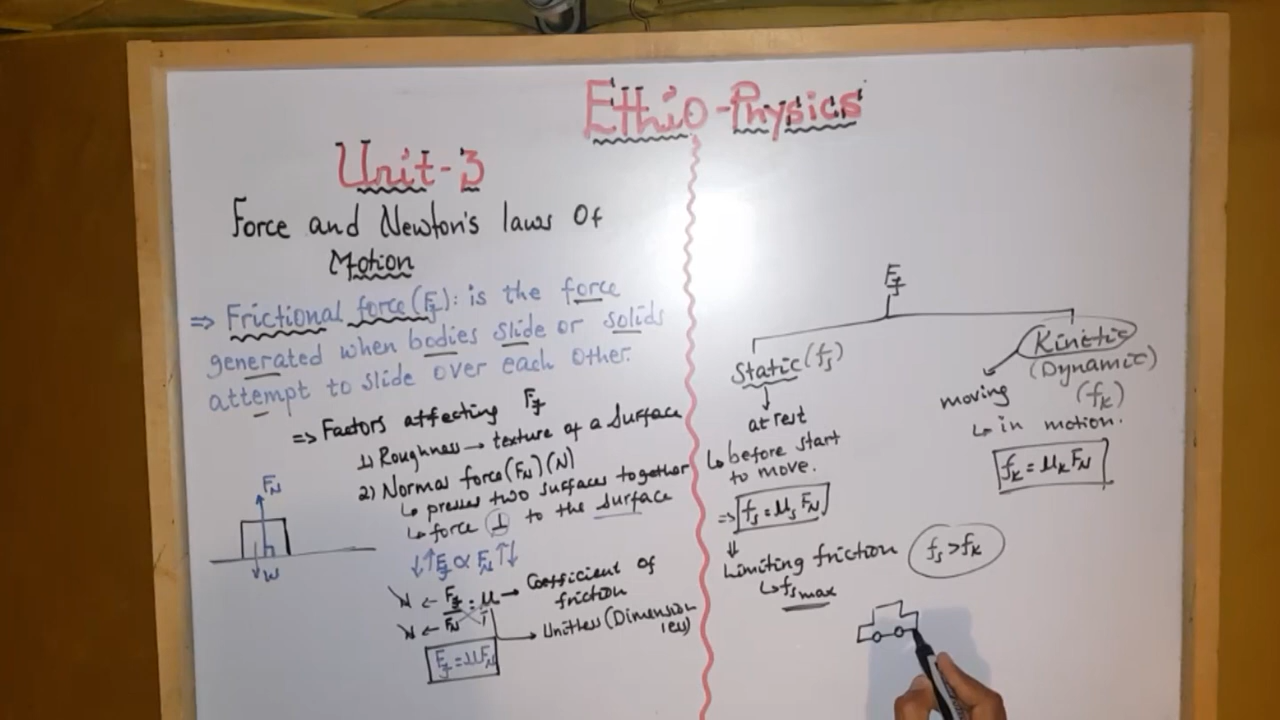 Ethio-Physics
Unit-3
Force and Newton's laws Of
Motion
⇒ Frictional force (Ff): is the force
generated when bodies slide or solids
attempt to slide over each other.
⇒ Factors affecting Ff
1) Roughness → texture of a surface
2) Normal force (FN) (N)
↳ presses two surfaces together
↳ force ⊥ to the surface
FN
W
↓↑Ff ∝ FN↑↓
N ← Ff = μ → Coefficient of
friction
N ← FN 1
→ Unitless (Dimension
les)
Ff = μFN
Ff
Static (fs)
at rest
↳ before start
to move.
⇒ fs = μs FN
Limiting friction
↳ fsmax
Kinetic
(Dynamic)
(fk)
moving
↳ in motion.
fk = μk FN
fs > fk